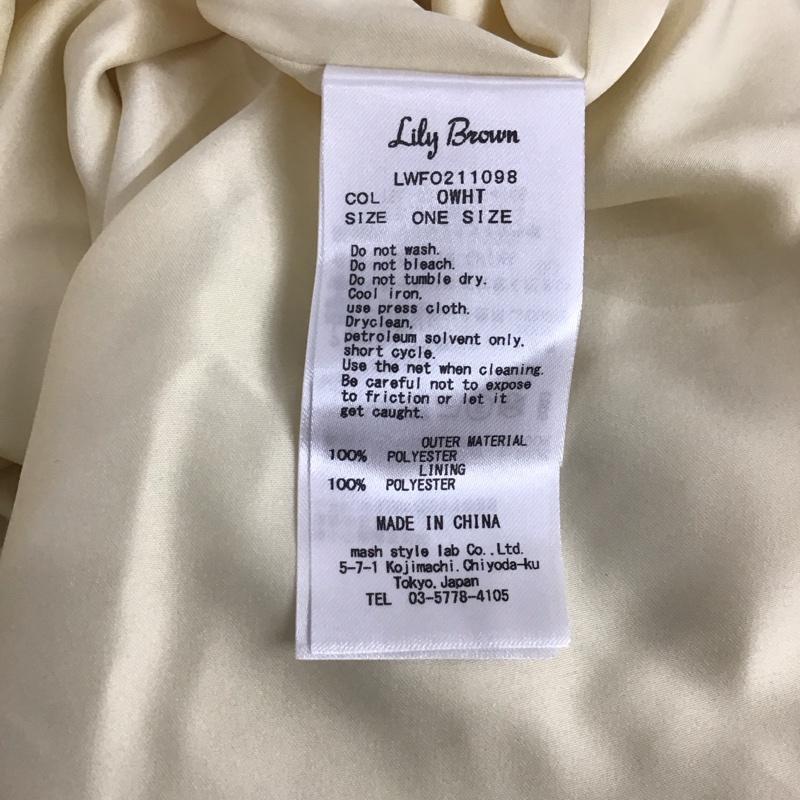 Lily Brown
LWFO211098
COL OWHT
SIZE ONE SIZE
Do not wash.
Do not bleach.
Do not tumble dry.
Cool iron,
use press cloth.
Dryclean,
petroleum solvent only.
short cycle.
Use the net when cleaning.
Be careful not to expose
to friction or let it
get caught.
OUTER MATERIAL
100% POLYESTER
LINING
100% POLYESTER
MADE IN CHINA
mash style lab Co.,Ltd.
5-7-1 Kojimachi.Chiyoda-ku
Tokyo.Japan
TEL 03-5778-4105